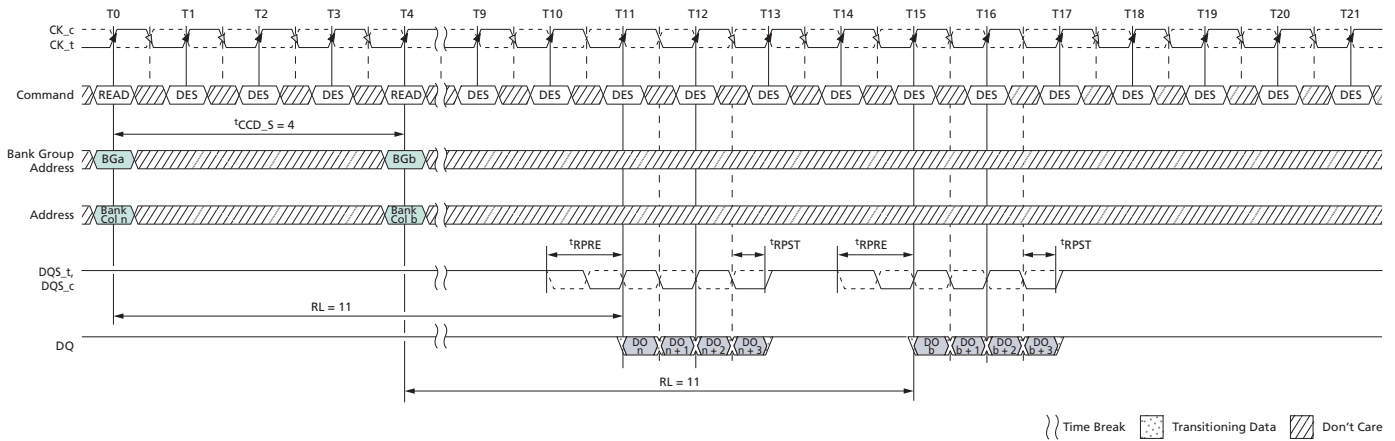 T0 T1 T2 T3 T4 T9 T10 T11 T12 T13 T14 T15 T16 T17 T18 T19 T20 T21
CK_c
CK_t
Command READ DES DES DES READ DES DES DES DES DES DES DES DES DES DES DES DES DES
tCCD_S = 4
Bank Group
Address
BGa BGb
Address
Bank
Col n
Bank
Col b
tRPRE tRPST tRPRE tRPST
DQS_t,
DQS_c
RL = 11
DQ
DO
n
DO
n + 1
DO
n + 2
DO
n + 3
DO
b
DO
b + 1
DO
b + 2
DO
b + 3
RL = 11
Time Break Transitioning Data Don't Care